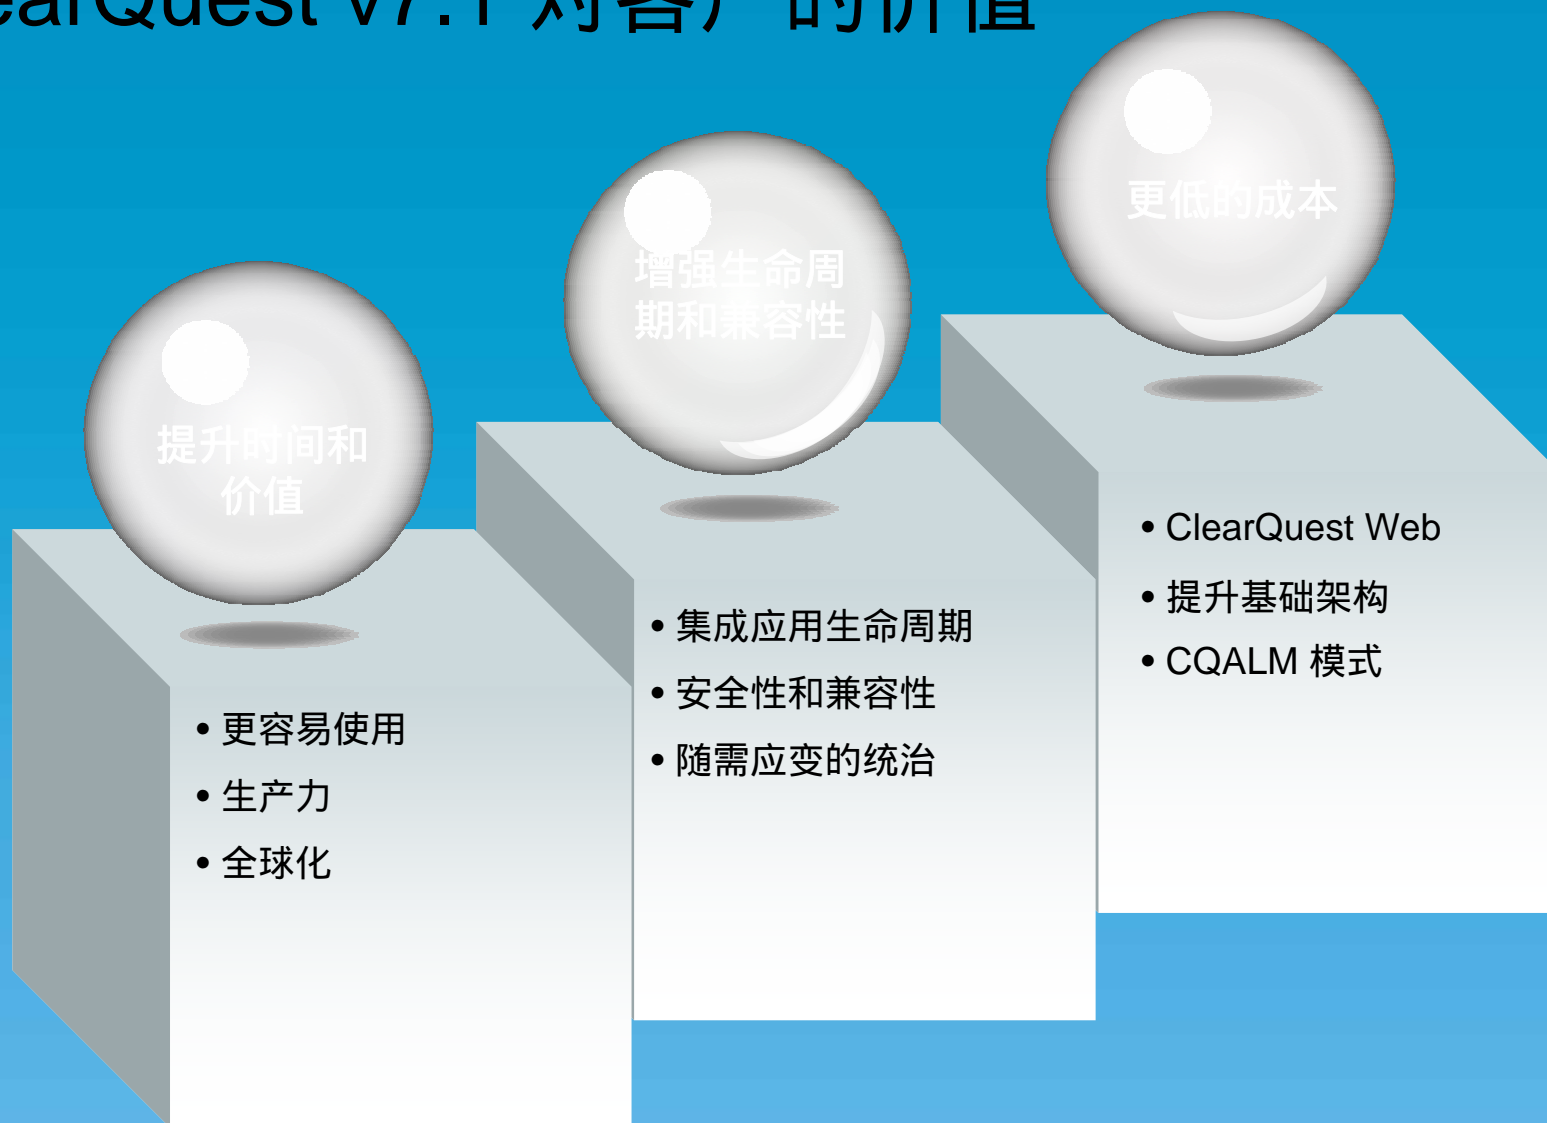 earQuest v7.1 对客户的价值
提升时间和
价值
• 更容易使用
• 生产力
• 全球化
增强生命周
期和兼容性
• 集成应用生命周期
• 安全性和兼容性
• 随需应变的统治
更低的成本
• ClearQuest Web
• 提升基础架构
• CQALM 模式